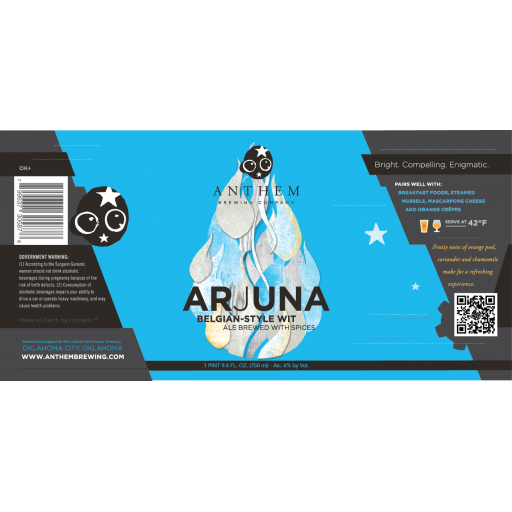 OK+
GOVERNMENT WARNING:
(1) According to the Surgeon General,
women should not drink alcoholic
beverages during pregnancy because of the
risk of birth defects. (2) Consumption of
alcoholic beverages impairs your ability to
drive a car or operate heavy machinery, and may
cause health problems.
Made on Earth by Humans™
OKLAHOMA CITY, OKLAHOMA
WWW.ANTHEMBREWING.COM
ANTHEM
BREWING COMPANY
ARJUNA
BELGIAN-STYLE WIT
ALE BREWED WITH SPICES
1 PINT 9.4 FL. OZ. (750 ml) · Alc. 6% by Vol.
Bright. Compelling. Enigmatic.
PAIRS WELL WITH:
BREAKFAST FOODS, STEAMED
MUSSELS, MASCARPONE CHEESE
AND ORANGE CRÊPES
SERVE AT 42°F
Fruity notes of orange peel,
coriander and chamomile
make for a refreshing
experience.